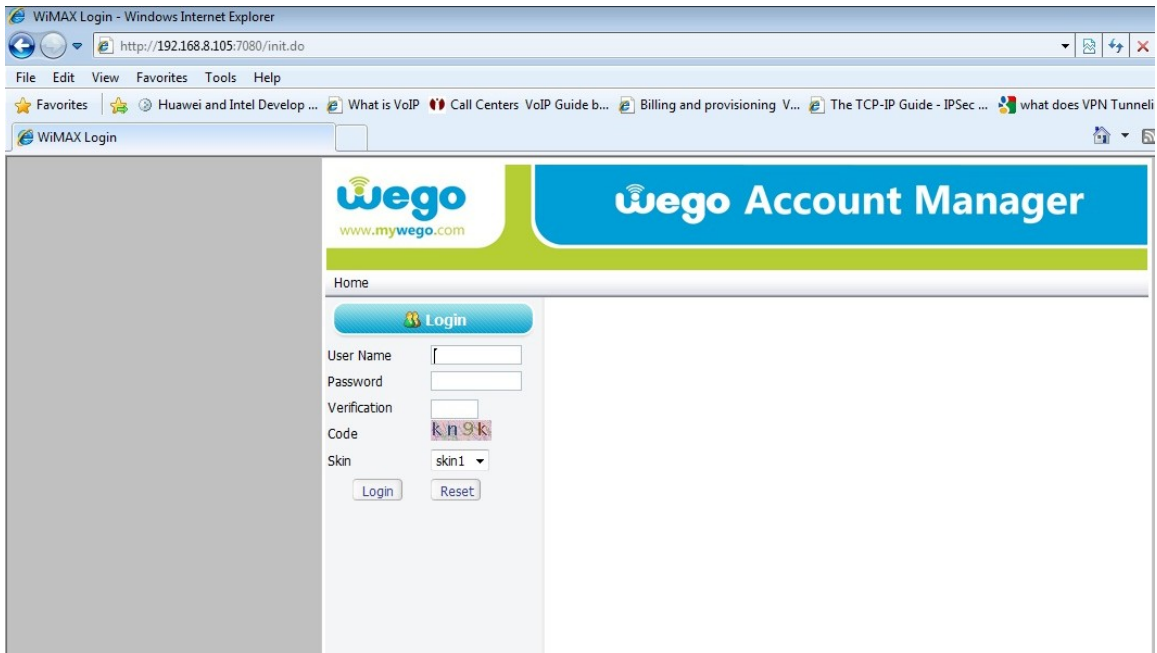 WiMAX Login - Windows Internet Explorer
http://192.168.8.105:7080/init.do
File Edit View Favorites Tools Help
Favorites Huawei and Intel Develop ... What is VoIP Call Centers VoIP Guide b... Billing and provisioning V... The TCP-IP Guide - IPSec ... what does VPN Tunneli
WiMAX Login
wego wego Account Manager
www.mywego.com
Home
Login
User Name
Password
Verification
Code kn9k
Skin skin1
Login Reset